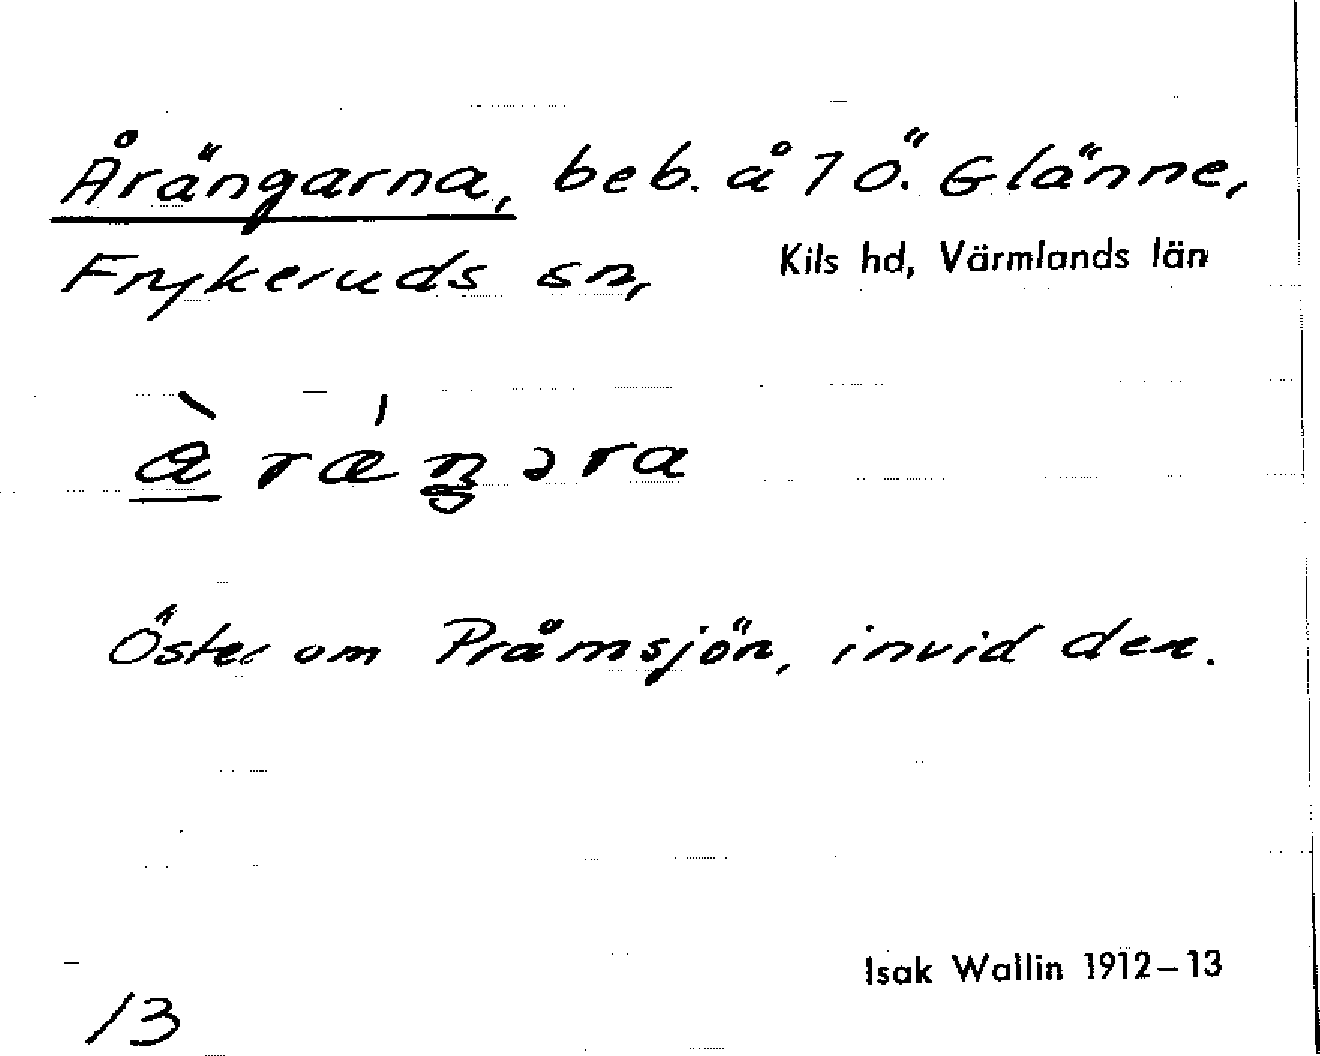 Årängarna, beb. å 7 Ö. Glänne,
Frykeruds sn, Kils hd, Värmlands län
Öster om Pråmsjön, invid den.
Isak Wallin 1912–13
13